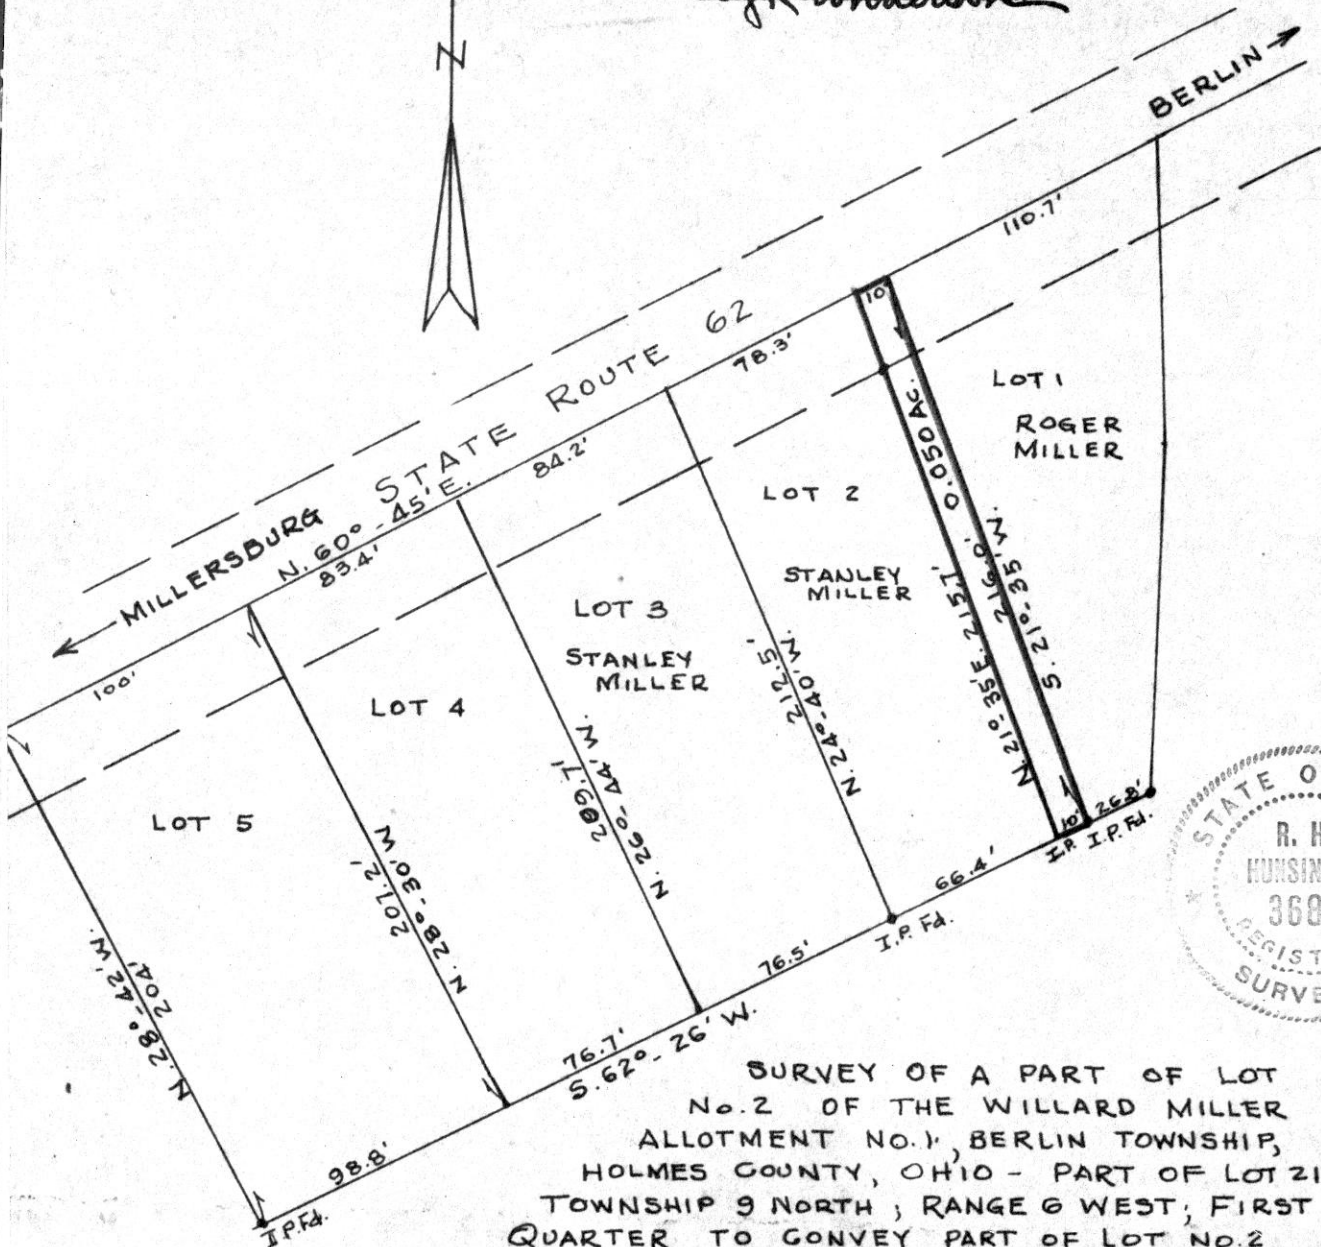 N
BERLIN
110.7'
10'
STATE ROUTE 62
78.3'
84.2'
MILLERSBURG
N. 60° - 45' E.
83.4'
100'
LOT 1
ROGER
MILLER
LOT 2
STANLEY
MILLER
LOT 3
STANLEY
MILLER
LOT 4
LOT 5
0.050 AC.
216.0'
S. 21°. 35' W.
N. 21°. 35' E. 215.1'
212.5'
N. 24° - 40' W.
209.7'
N. 26° - 44' W.
207.2'
N. 28° - 30' W.
N. 28° - 42' W.
204'
26.8'
10'
I.P. I.P. Fd.
66.4'
I.P. Fd.
76.5'
76.7'
S. 62° - 26' W.
98.8'
I.P. Fd.
STATE O
R. H
HUNSIN
368
REGIST
SURVE
SURVEY OF A PART OF LOT
No. 2 OF THE WILLARD MILLER
ALLOTMENT NO. 1, BERLIN TOWNSHIP,
HOLMES COUNTY, OHIO - PART OF LOT 21
TOWNSHIP 9 NORTH ; RANGE 6 WEST ; FIRST
QUARTER TO CONVEY PART OF LOT NO. 2